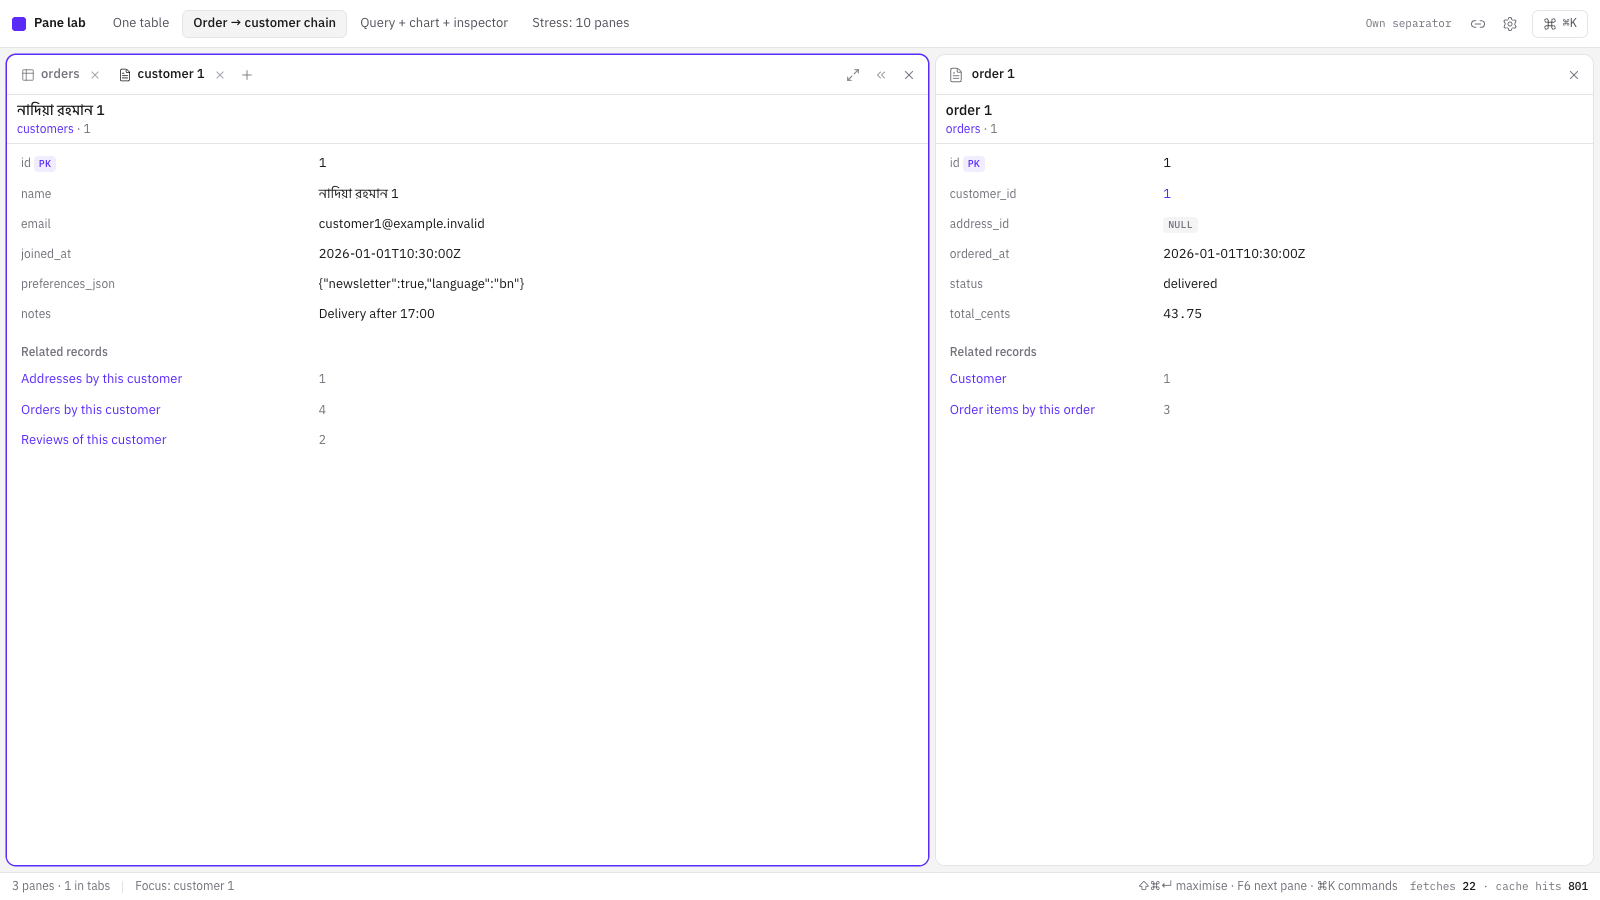 Pane lab One table Order → customer chain Query + chart + inspector Stress: 10 panes Own separator ⌘ ⌘K
orders customer 1
নাদিয়া রহমান 1
customers · 1
id PK 1
name নাদিয়া রহমান 1
email customer1@example.invalid
joined_at 2026-01-01T10:30:00Z
preferences_json {"newsletter":true,"language":"bn"}
notes Delivery after 17:00
Related records
Addresses by this customer 1
Orders by this customer 4
Reviews of this customer 2
order 1
order 1
orders · 1
id PK 1
customer_id 1
address_id NULL
ordered_at 2026-01-01T10:30:00Z
status delivered
total_cents 43.75
Related records
Customer 1
Order items by this order 3
3 panes · 1 in tabs Focus: customer 1 ⇧⌘↵ maximise · F6 next pane · ⌘K commands fetches 22 · cache hits 801